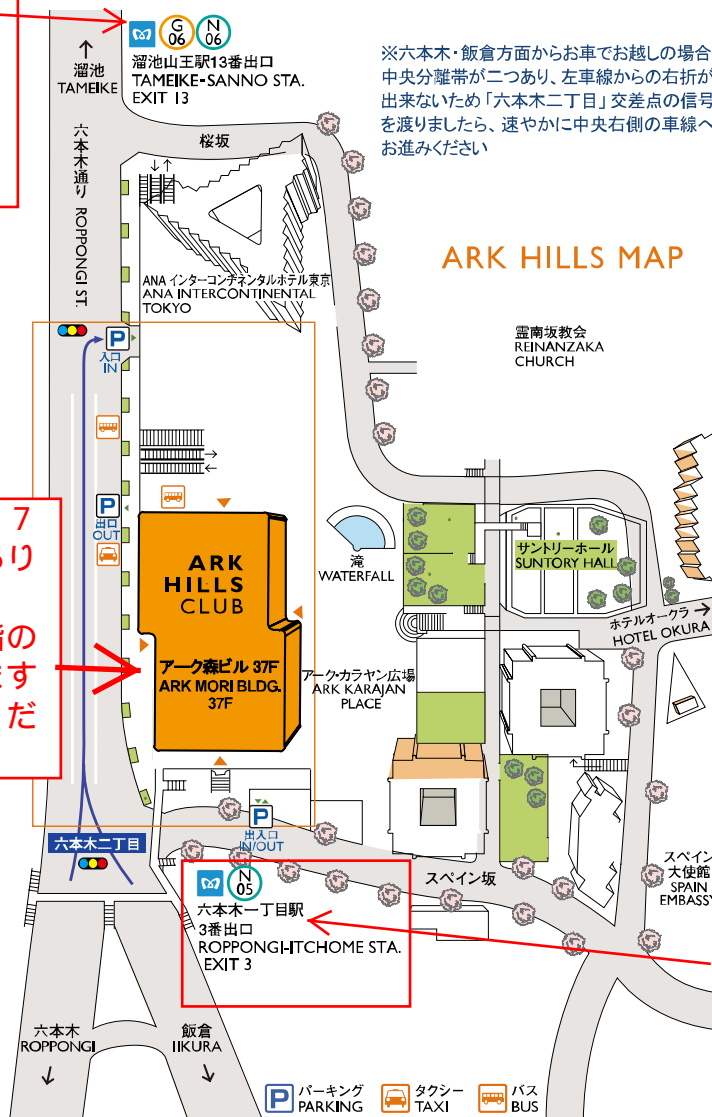 G
06
N
06
溜池山王駅13番出口
TAMEIKE-SANNO STA.
EXIT 13
※六本木・飯倉方面からお車でお越しの場合
中央分離帯が二つあり、左車線からの右折が
出来ないため「六本木二丁目」交差点の信号
を渡りましたら、速やかに中央右側の車線へ
お進みください
溜池
TAMEIKE
桜坂
六本木通り ROPPONGI ST.
ARK HILLS MAP
ANA インターコンチネンタルホテル東京
ANA INTERCONTINENTAL
TOKYO
霊南坂教会
REINANZAKA
CHURCH
P
入口
IN
P
出口
OUT
7
あり
階の
ます
だ
ARK
HILLS
CLUB
アーク森ビル 37F
ARK MORI BLDG.
37F
滝
WATERFALL
サントリーホール
SUNTORY HALL
ホテルオークラ →
HOTEL OKURA
アーク・カラヤン広場
ARK KARAJAN
PLACE
P
出入口
IN/OUT
六本木二丁目
スペイン坂
スペイン
大使館
SPAIN
EMBASSY
N
05
六本木一丁目駅
3番出口
ROPPONGI-ITCHOME STA.
EXIT 3
六本木
ROPPONGI
飯倉
IIKURA
P パーキング
PARKING
タクシー
TAXI
バス
BUS